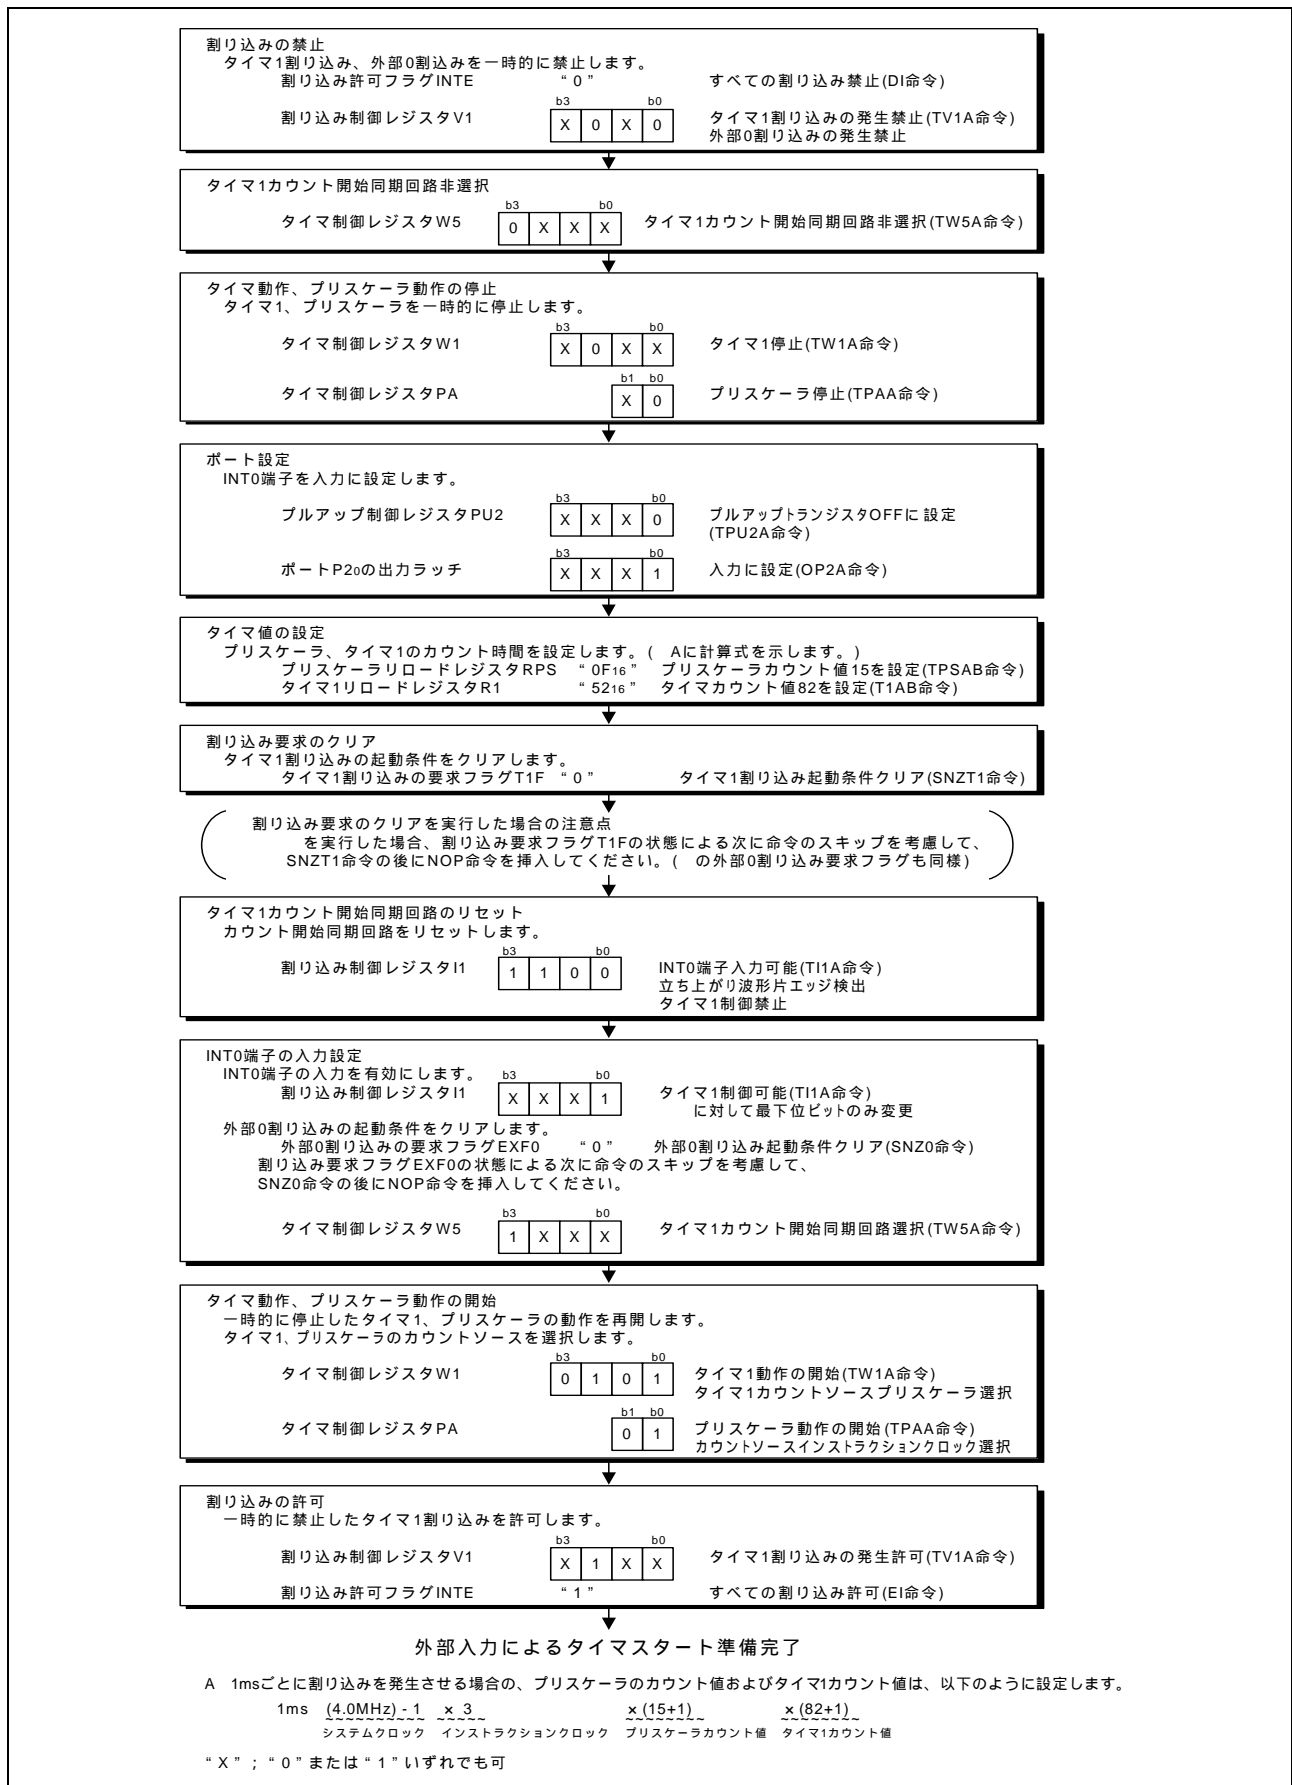 割り込みの禁止
タイマ1割り込み、外部0割込みを一時的に禁止します。
割り込み許可フラグINTE “0” すべての割り込み禁止(DI命令)
b3 b0
割り込み制御レジスタV1 X 0 X 0 タイマ1割り込みの発生禁止(TV1A命令)
外部0割り込みの発生禁止
タイマ1カウント開始同期回路非選択
b3 b0
タイマ制御レジスタW5 0 X X X タイマ1カウント開始同期回路非選択(TW5A命令)
タイマ動作、プリスケーラ動作の停止
タイマ1、プリスケーラを一時的に停止します。
b3 b0
タイマ制御レジスタW1 X 0 X X タイマ1停止(TW1A命令)
b1 b0
タイマ制御レジスタPA X 0 プリスケーラ停止(TPAA命令)
ポート設定
INT0端子を入力に設定します。
b3 b0
プルアップ制御レジスタPU2 X X X 0 プルアップトランジスタOFFに設定
(TPU2A命令)
b3 b0
ポートP20の出力ラッチ X X X 1 入力に設定(OP2A命令)
タイマ値の設定
プリスケーラ、タイマ1のカウント時間を設定します。( Aに計算式を示します。)
プリスケーラリロードレジスタRPS “0F16” プリスケーラカウント値15を設定(TPSAB命令)
タイマ1リロードレジスタR1 “5216” タイマカウント値82を設定(T1AB命令)
割り込み要求のクリア
タイマ1割り込みの起動条件をクリアします。
タイマ1割り込みの要求フラグT1F “0” タイマ1割り込み起動条件クリア(SNZT1命令)
割り込み要求のクリアを実行した場合の注意点
を実行した場合、割り込み要求フラグT1Fの状態による次に命令のスキップを考慮して、
SNZT1命令の後にNOP命令を挿入してください。( の外部0割り込み要求フラグも同様)
タイマ1カウント開始同期回路のリセット
カウント開始同期回路をリセットします。
b3 b0
割り込み制御レジスタI1 1 1 0 0 INT0端子入力可能(TI1A命令)
立ち上がり波形片エッジ検出
タイマ1制御禁止
INT0端子の入力設定
INT0端子の入力を有効にします。
b3 b0
割り込み制御レジスタI1 X X X 1 タイマ1制御可能(TI1A命令)
に対して最下位ビットのみ変更
外部0割り込みの起動条件をクリアします。
外部0割り込みの要求フラグEXF0 “0” 外部0割り込み起動条件クリア(SNZ0命令)
割り込み要求フラグEXF0の状態による次に命令のスキップを考慮して、
SNZ0命令の後にNOP命令を挿入してください。
b3 b0
タイマ制御レジスタW5 1 X X X タイマ1カウント開始同期回路選択(TW5A命令)
タイマ動作、プリスケーラ動作の開始
一時的に停止したタイマ1、プリスケーラの動作を再開します。
タイマ1、プリスケーラのカウントソースを選択します。
b3 b0
タイマ制御レジスタW1 0 1 0 1 タイマ1動作の開始(TW1A命令)
タイマ1カウントソースプリスケーラ選択
b1 b0
タイマ制御レジスタPA 0 1 プリスケーラ動作の開始(TPAA命令)
カウントソースインストラクションクロック選択
割り込みの許可
一時的に禁止したタイマ1割り込みを許可します。
b3 b0
割り込み制御レジスタV1 X 1 X X タイマ1割り込みの発生許可(TV1A命令)
割り込み許可フラグINTE “1” すべての割り込み許可(EI命令)
外部入力によるタイマスタート準備完了
A 1msごとに割り込みを発生させる場合の、プリスケーラのカウント値およびタイマ1カウント値は、以下のように設定します。
1ms (4.0MHz) - 1 × 3 ×(15+1) ×(82+1)
システムクロック インストラクションクロック プリスケーラカウント値 タイマ1カウント値
“X”;“0”または“1”いずれでも可